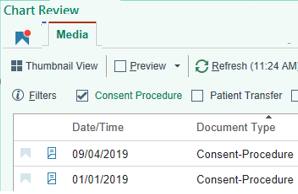 Chart Review
Media
Thumbnail View Preview Refresh (11:24 AM)
Filters Consent Procedure Patient Transfer
Date/Time Document Type
09/04/2019 Consent-Procedure
01/01/2019 Consent-Procedure